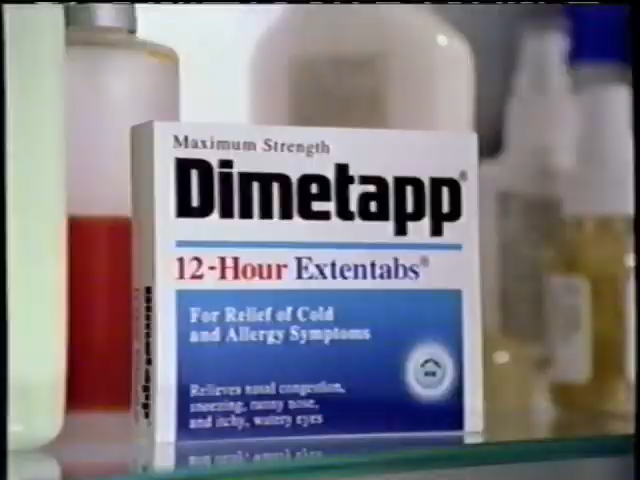 Maximum Strength
Dimetapp®
12-Hour Extentabs®
For Relief of Cold
and Allergy Symptoms
Relieves nasal congestion,
sneezing, runny nose,
and itchy, watery eyes
Dimetapp